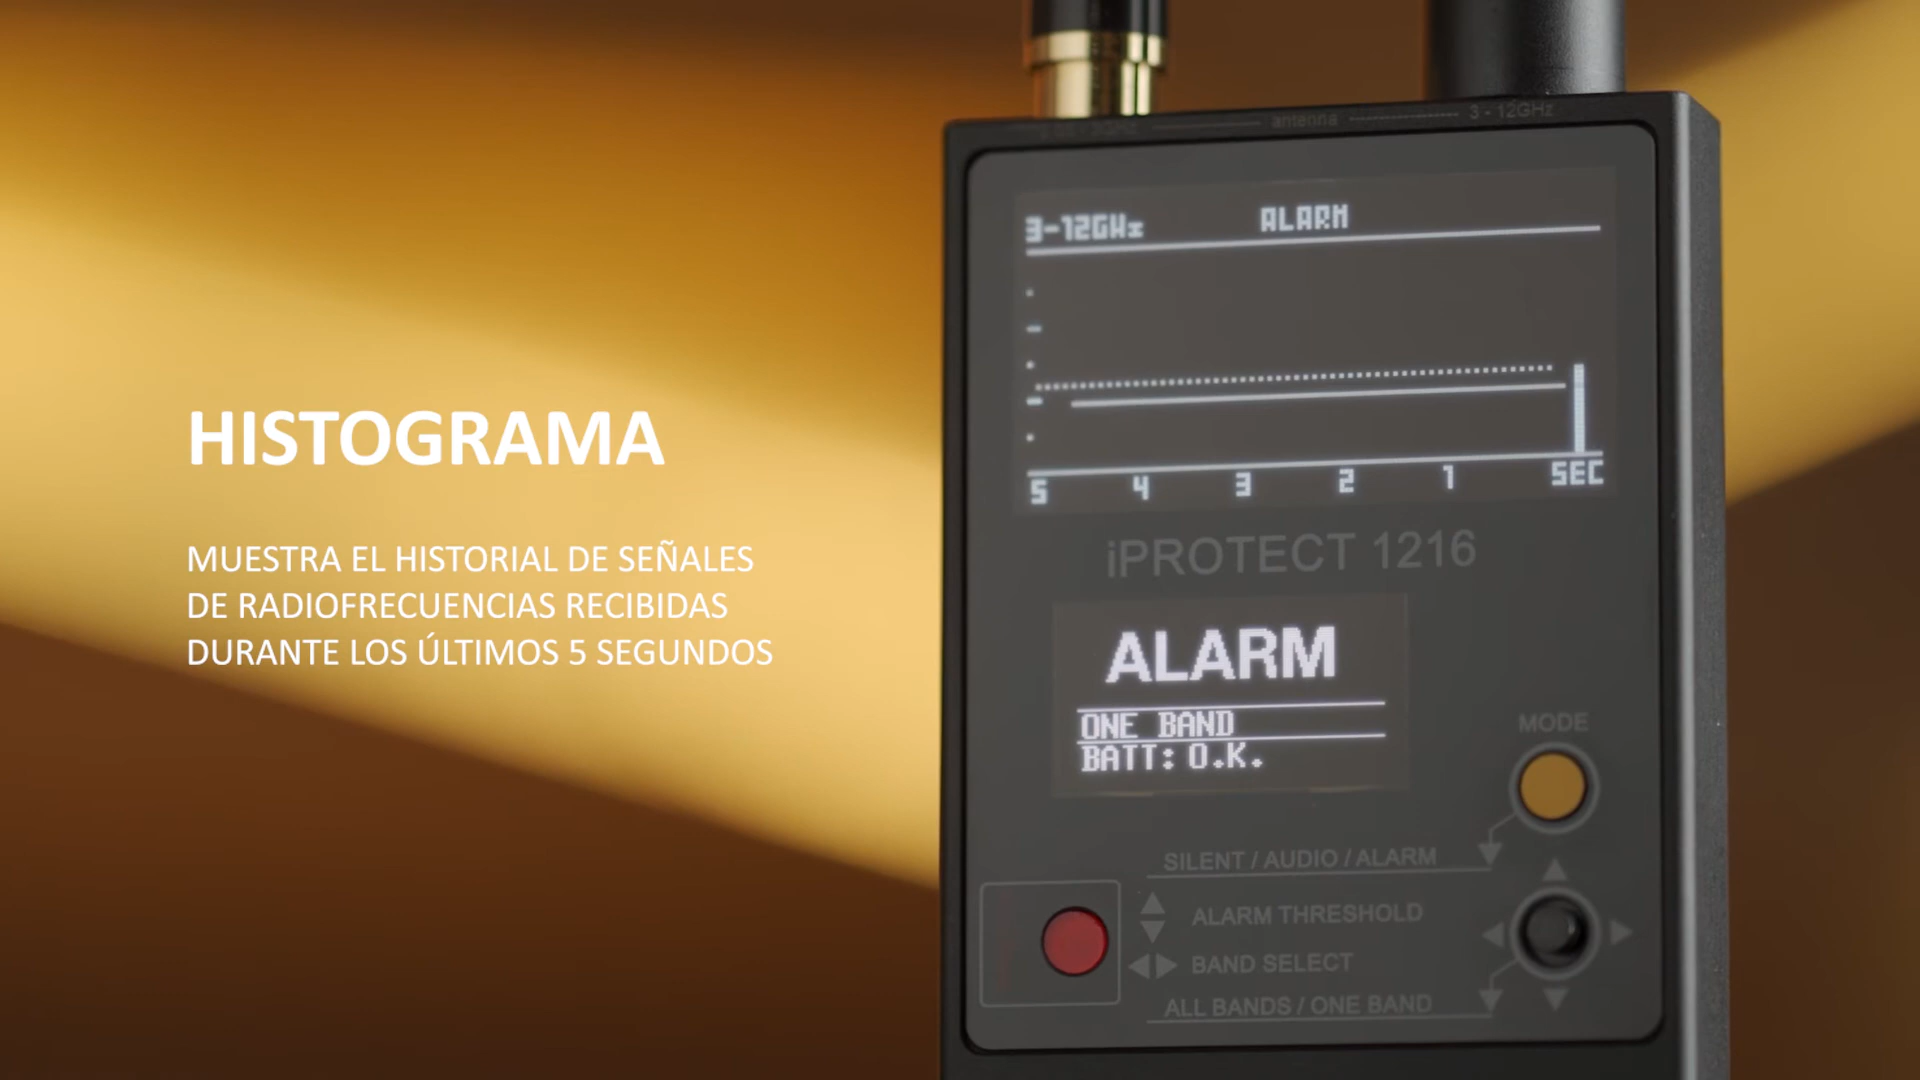 HISTOGRAMA
MUESTRA EL HISTORIAL DE SEÑALES
DE RADIOFRECUENCIAS RECIBIDAS
DURANTE LOS ÚLTIMOS 5 SEGUNDOS
antenna 3 - 12GHz
3-12GHz ALARM
5 4 3 2 1 SEC
iPROTECT 1216
ALARM
ONE BAND
BATT: O.K.
MODE
SILENT / AUDIO / ALARM
ALARM THRESHOLD
BAND SELECT
ALL BANDS / ONE BAND